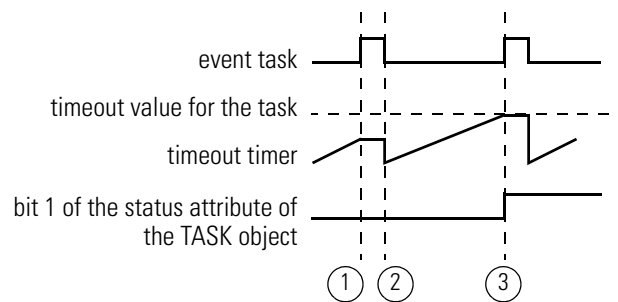 event task
timeout value for the task
timeout timer
bit 1 of the status attribute of
the TASK object
1 2 3